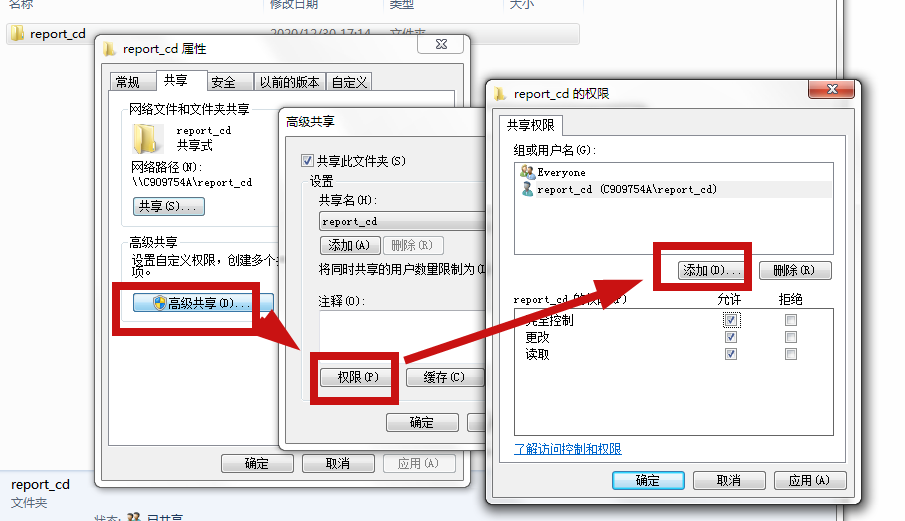 名称
修改日期
类型
大小
report_cd
2020/12/30 17:14
文件夹
report_cd 属性
常规
共享
安全
以前的版本
自定义
网络文件和文件夹共享
report_cd
共享式
网络路径(N):
\\C909754A\report_cd
共享(S)...
高级共享
设置自定义权限，创建多个共
项。
高级共享(D)...
确定
取消
应用(A)
高级共享
共享此文件夹(S)
设置
共享名(H):
report_cd
添加(A)
删除(R)
将同时共享的用户数量限制为(
注释(O):
权限(P)
缓存(C)
确定
report_cd 的权限
共享权限
组或用户名(G):
Everyone
report_cd (C909754A\report_cd)
添加(D)...
删除(R)
report_cd 的权限(P)
允许
拒绝
完全控制
更改
读取
了解访问控制和权限
确定
取消
应用(A)
report_cd
文件夹
状态:
已共享